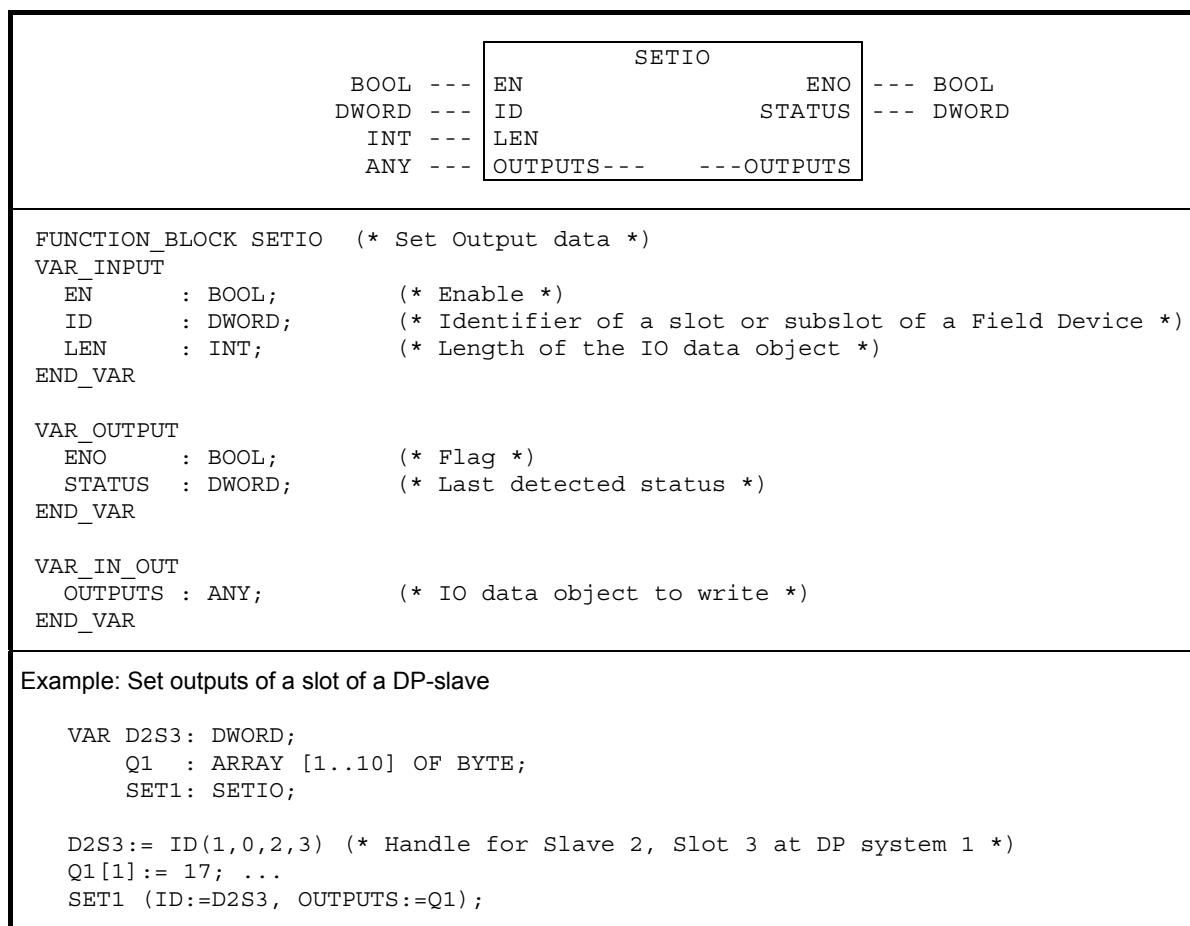 SETIO
BOOL --- EN ENO --- BOOL
DWORD --- ID STATUS --- DWORD
INT --- LEN
ANY --- OUTPUTS--- ---OUTPUTS
FUNCTION_BLOCK SETIO (* Set Output data *)
VAR_INPUT
EN : BOOL; (* Enable *)
ID : DWORD; (* Identifier of a slot or subslot of a Field Device *)
LEN : INT; (* Length of the IO data object *)
END_VAR
VAR_OUTPUT
ENO : BOOL; (* Flag *)
STATUS : DWORD; (* Last detected status *)
END_VAR
VAR_IN_OUT
OUTPUTS : ANY; (* IO data object to write *)
END_VAR
Example: Set outputs of a slot of a DP-slave
VAR D2S3: DWORD;
Q1 : ARRAY [1..10] OF BYTE;
SET1: SETIO;
D2S3:= ID(1,0,2,3) (* Handle for Slave 2, Slot 3 at DP system 1 *)
Q1[1]:= 17; ...
SET1 (ID:=D2S3, OUTPUTS:=Q1);